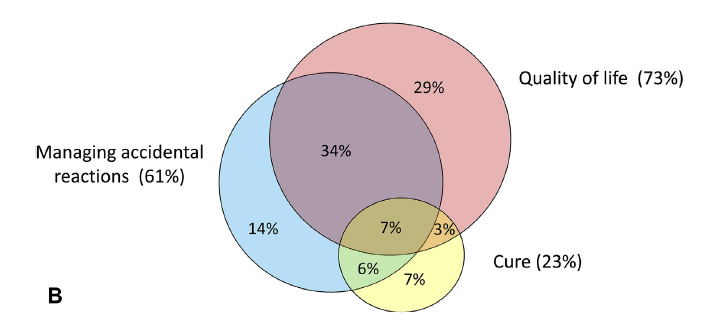 29%
Quality of life (73%)
34%
Managing accidental
reactions (61%)
14%
7%
3%
6%
7%
Cure (23%)
B